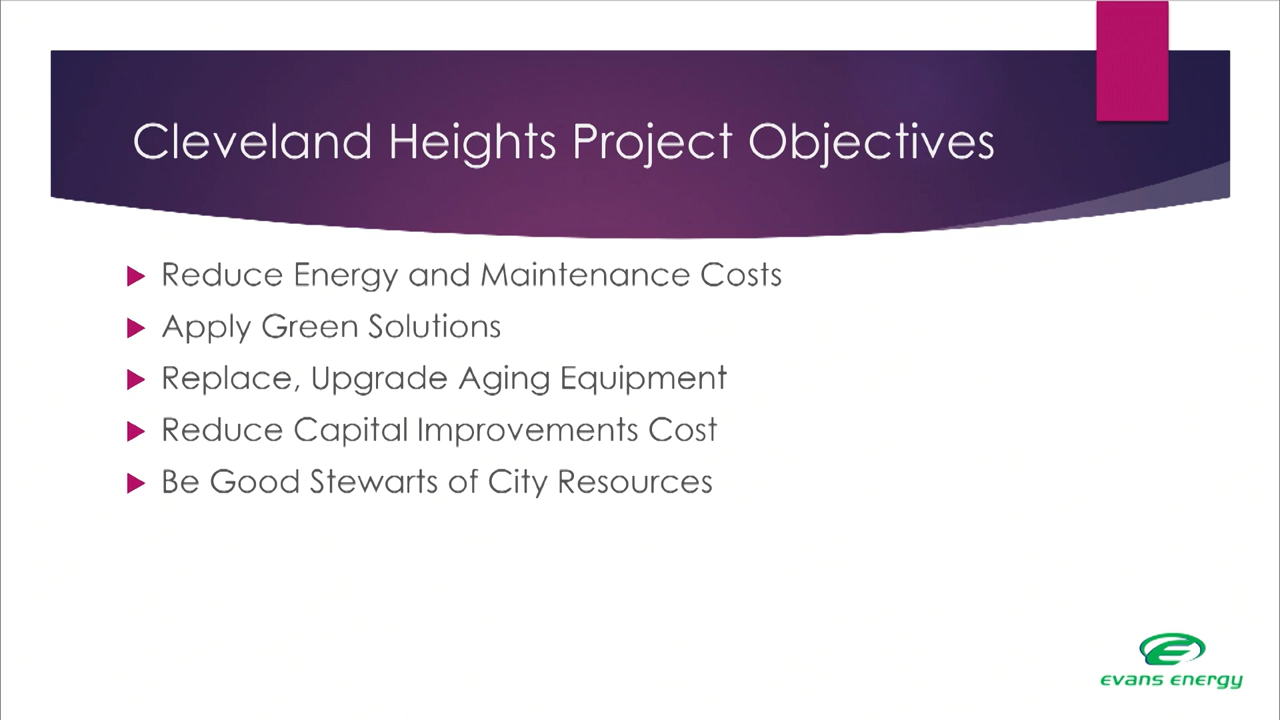 Cleveland Heights Project Objectives
Reduce Energy and Maintenance Costs
Apply Green Solutions
Replace, Upgrade Aging Equipment
Reduce Capital Improvements Cost
Be Good Stewarts of City Resources
evans energy